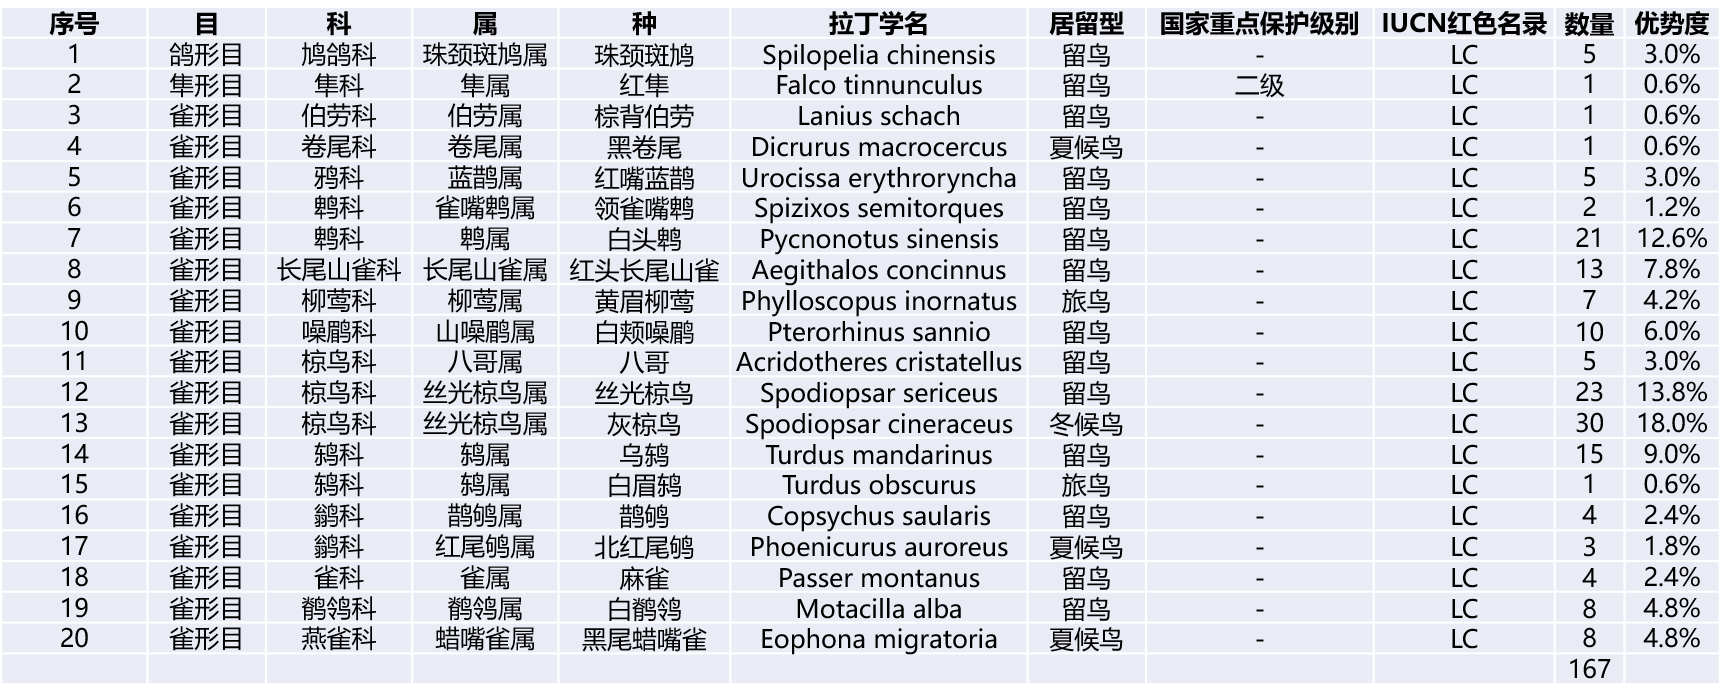 序号 目 科 属 种 拉丁学名 居留型 国家重点保护级别 IUCN红色名录 数量 优势度
1 鸽形目 鸠鸽科 珠颈斑鸠属 珠颈斑鸠 Spilopelia chinensis 留鸟 - LC 5 3.0%
2 隼形目 隼科 隼属 红隼 Falco tinnunculus 留鸟 二级 LC 1 0.6%
3 雀形目 伯劳科 伯劳属 棕背伯劳 Lanius schach 留鸟 - LC 1 0.6%
4 雀形目 卷尾科 卷尾属 黑卷尾 Dicrurus macrocercus 夏候鸟 - LC 1 0.6%
5 雀形目 鸦科 蓝鹊属 红嘴蓝鹊 Urocissa erythroryncha 留鸟 - LC 5 3.0%
6 雀形目 鹎科 雀嘴鹎属 领雀嘴鹎 Spizixos semitorques 留鸟 - LC 2 1.2%
7 雀形目 鹎科 鹎属 白头鹎 Pycnonotus sinensis 留鸟 - LC 21 12.6%
8 雀形目 长尾山雀科 长尾山雀属 红头长尾山雀 Aegithalos concinnus 留鸟 - LC 13 7.8%
9 雀形目 柳莺科 柳莺属 黄眉柳莺 Phylloscopus inornatus 旅鸟 - LC 7 4.2%
10 雀形目 噪鹛科 山噪鹛属 白颊噪鹛 Pterorhinus sannio 留鸟 - LC 10 6.0%
11 雀形目 椋鸟科 八哥属 八哥 Acridotheres cristatellus 留鸟 - LC 5 3.0%
12 雀形目 椋鸟科 丝光椋鸟属 丝光椋鸟 Spodiopsar sericeus 留鸟 - LC 23 13.8%
13 雀形目 椋鸟科 丝光椋鸟属 灰椋鸟 Spodiopsar cineraceus 冬候鸟 - LC 30 18.0%
14 雀形目 鸫科 鸫属 乌鸫 Turdus mandarinus 留鸟 - LC 15 9.0%
15 雀形目 鸫科 鸫属 白眉鸫 Turdus obscurus 旅鸟 - LC 1 0.6%
16 雀形目 鹟科 鹊鸲属 鹊鸲 Copsychus saularis 留鸟 - LC 4 2.4%
17 雀形目 鹟科 红尾鸲属 北红尾鸲 Phoenicurus auroreus 夏候鸟 - LC 3 1.8%
18 雀形目 雀科 雀属 麻雀 Passer montanus 留鸟 - LC 4 2.4%
19 雀形目 鹡鸰科 鹡鸰属 白鹡鸰 Motacilla alba 留鸟 - LC 8 4.8%
20 雀形目 燕雀科 蜡嘴雀属 黑尾蜡嘴雀 Eophona migratoria 夏候鸟 - LC 8 4.8%
167